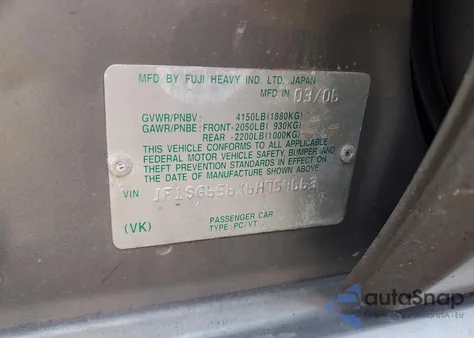 MFD BY FUJI HEAVY IND. LTD. JAPAN
MFD IN 03/06
GVWR/PNBV : 4150LB(1880KG)
GAWR/PNBE: FRONT-2050LB( 930KG)
REAR -2200LB(1000KG)
THIS VEHICLE CONFORMS TO ALL APPLICABLE
FEDERAL MOTOR VEHICLE SAFETY, BUMPER AND
THEFT PREVENTION STANDARDS IN EFFECT ON
THE DATE OF MANUFACTURE SHOWN ABOVE.
VIN
(VK)
PASSENGER CAR
TYPE: PC/VT
autoSnap